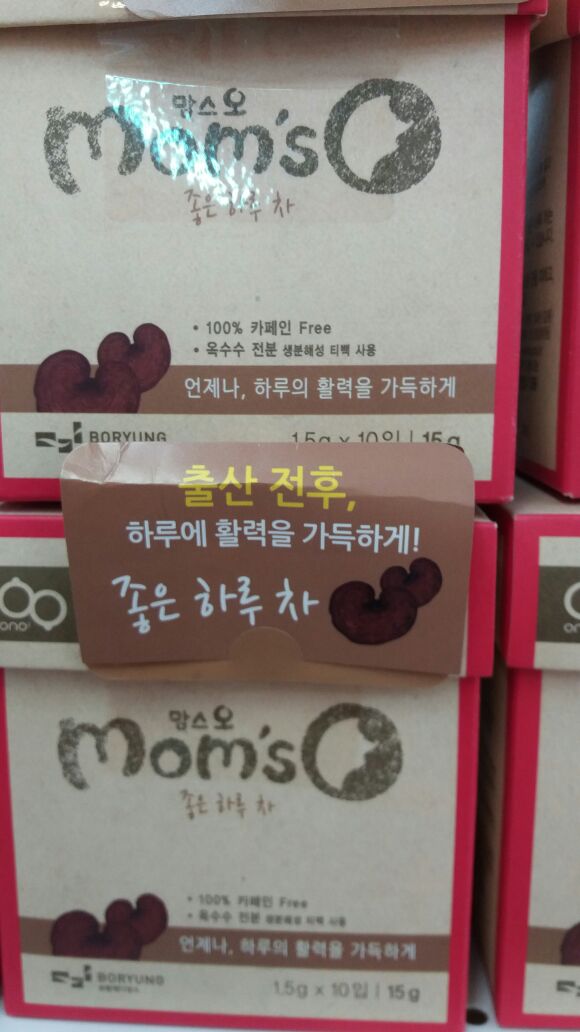 맘스오
mom'sO
좋은 하루 차
• 100% 카페인 Free
• 옥수수 전분 생분해성 티백 사용
언제나, 하루의 활력을 가득하게
BORYUNG
1.5g x 10입 | 15g
출산 전후,
하루에 활력을 가득하게!
좋은 하루 차
맘스오
mom'sO
좋은 하루 차
• 100% 카페인 Free
• 옥수수 전분 생분해성 티백 사용
언제나, 하루의 활력을 가득하게
BORYUNG
1.5g x 10입 | 15g